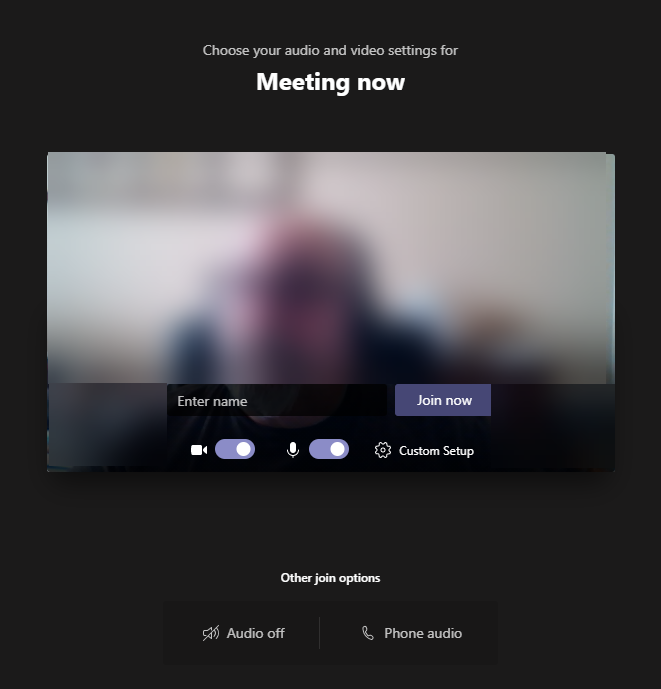 Choose your audio and video settings for
Meeting now
Enter name
Join now
Custom Setup
Other join options
Audio off
Phone audio